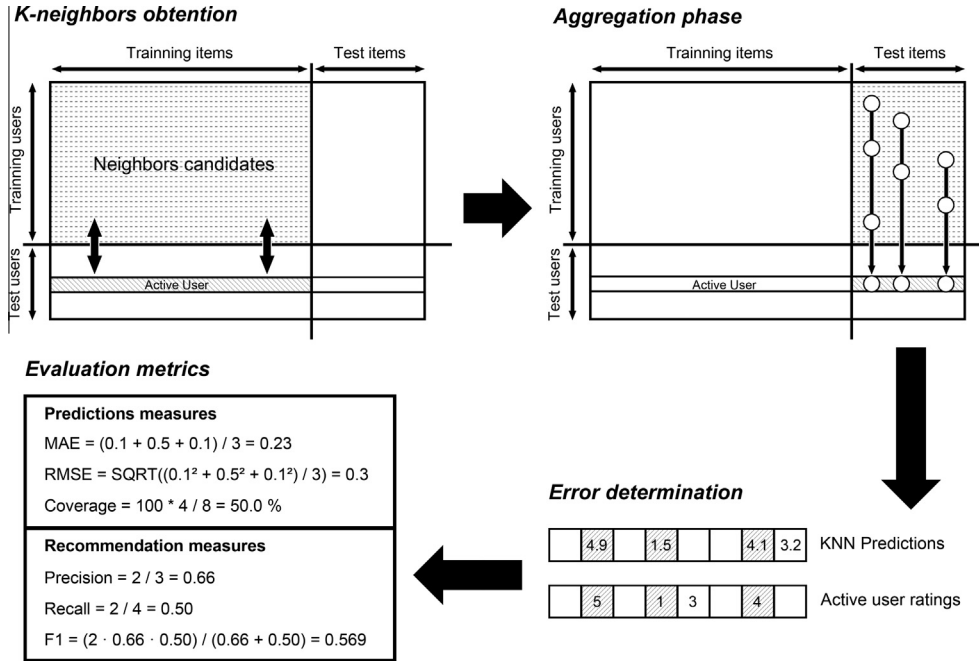 K-neighbors obtention
Trainning items
Test items
Trainning users
Neighbors candidates
Test users
Active User
Aggregation phase
Trainning items
Test items
Trainning users
Test users
Active User
Evaluation metrics
Predictions measures
MAE = (0.1 + 0.5 + 0.1) / 3 = 0.23
RMSE = SQRT((0.1² + 0.5² + 0.1²) / 3) = 0.3
Coverage = 100 * 4 / 8 = 50.0 %
Recommendation measures
Precision = 2 / 3 = 0.66
Recall = 2 / 4 = 0.50
F1 = (2 · 0.66 · 0.50) / (0.66 + 0.50) = 0.569
Error determination
4.9 1.5 4.1 3.2 KNN Predictions
5 1 3 4 Active user ratings